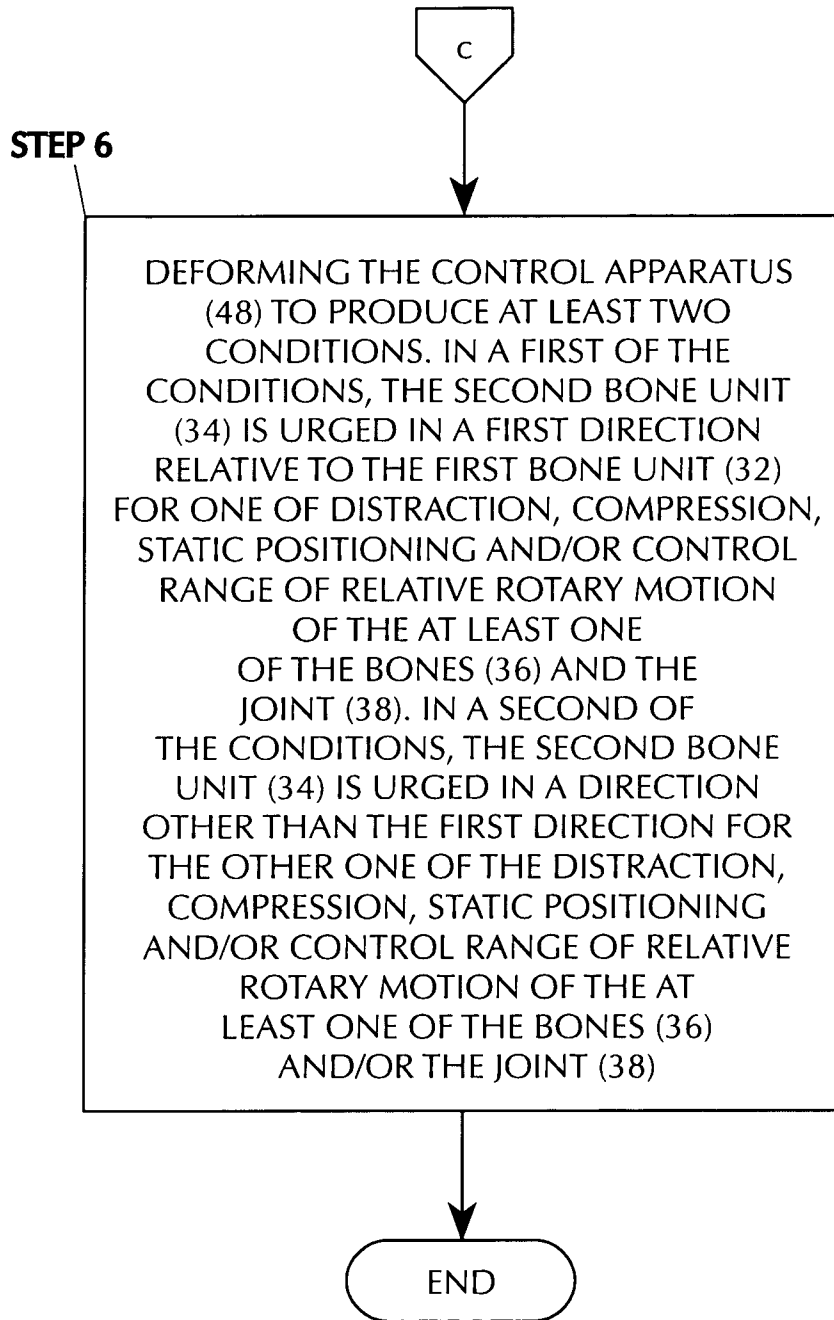 C
STEP 6
DEFORMING THE CONTROL APPARATUS
(48) TO PRODUCE AT LEAST TWO
CONDITIONS. IN A FIRST OF THE
CONDITIONS, THE SECOND BONE UNIT
(34) IS URGED IN A FIRST DIRECTION
RELATIVE TO THE FIRST BONE UNIT (32)
FOR ONE OF DISTRACTION, COMPRESSION,
STATIC POSITIONING AND/OR CONTROL
RANGE OF RELATIVE ROTARY MOTION
OF THE AT LEAST ONE
OF THE BONES (36) AND THE
JOINT (38). IN A SECOND OF
THE CONDITIONS, THE SECOND BONE
UNIT (34) IS URGED IN A DIRECTION
OTHER THAN THE FIRST DIRECTION FOR
THE OTHER ONE OF THE DISTRACTION,
COMPRESSION, STATIC POSITIONING
AND/OR CONTROL RANGE OF RELATIVE
ROTARY MOTION OF THE AT
LEAST ONE OF THE BONES (36)
AND/OR THE JOINT (38)
END